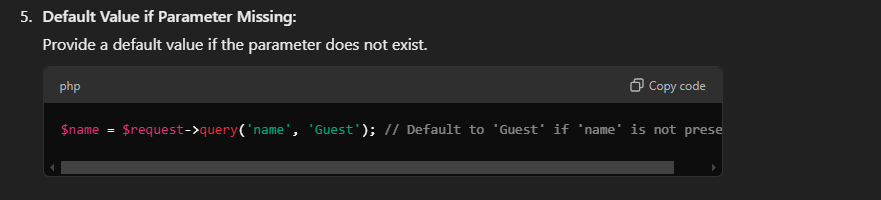 5. Default Value if Parameter Missing:
Provide a default value if the parameter does not exist.
php
Copy code
$name = $request->query('name', 'Guest'); // Default to 'Guest' if 'name' is not prese